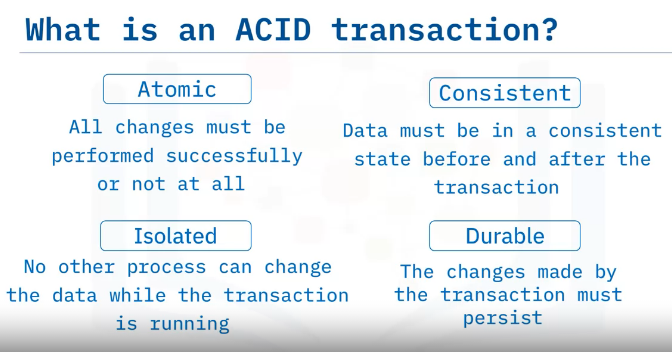 What is an ACID transaction?
Atomic
All changes must be
performed successfully
or not at all
Consistent
Data must be in a consistent
state before and after the
transaction
Isolated
No other process can change
the data while the transaction
is running
Durable
The changes made by
the transaction must
persist